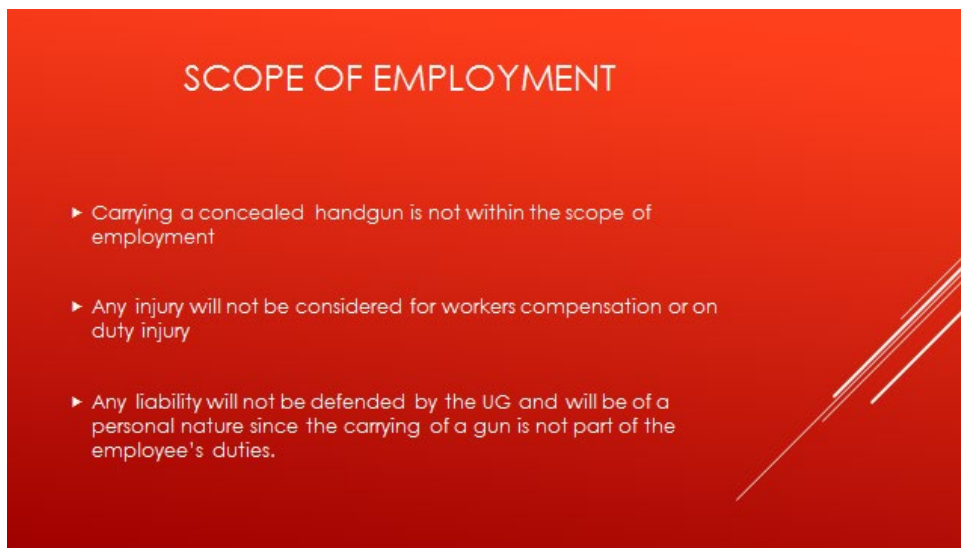 SCOPE OF EMPLOYMENT
▶ Carrying a concealed handgun is not within the scope of
employment
▶ Any injury will not be considered for workers compensation or on
duty injury
▶ Any liability will not be defended by the UG and will be of a
personal nature since the carrying of a gun is not part of the
employee's duties.